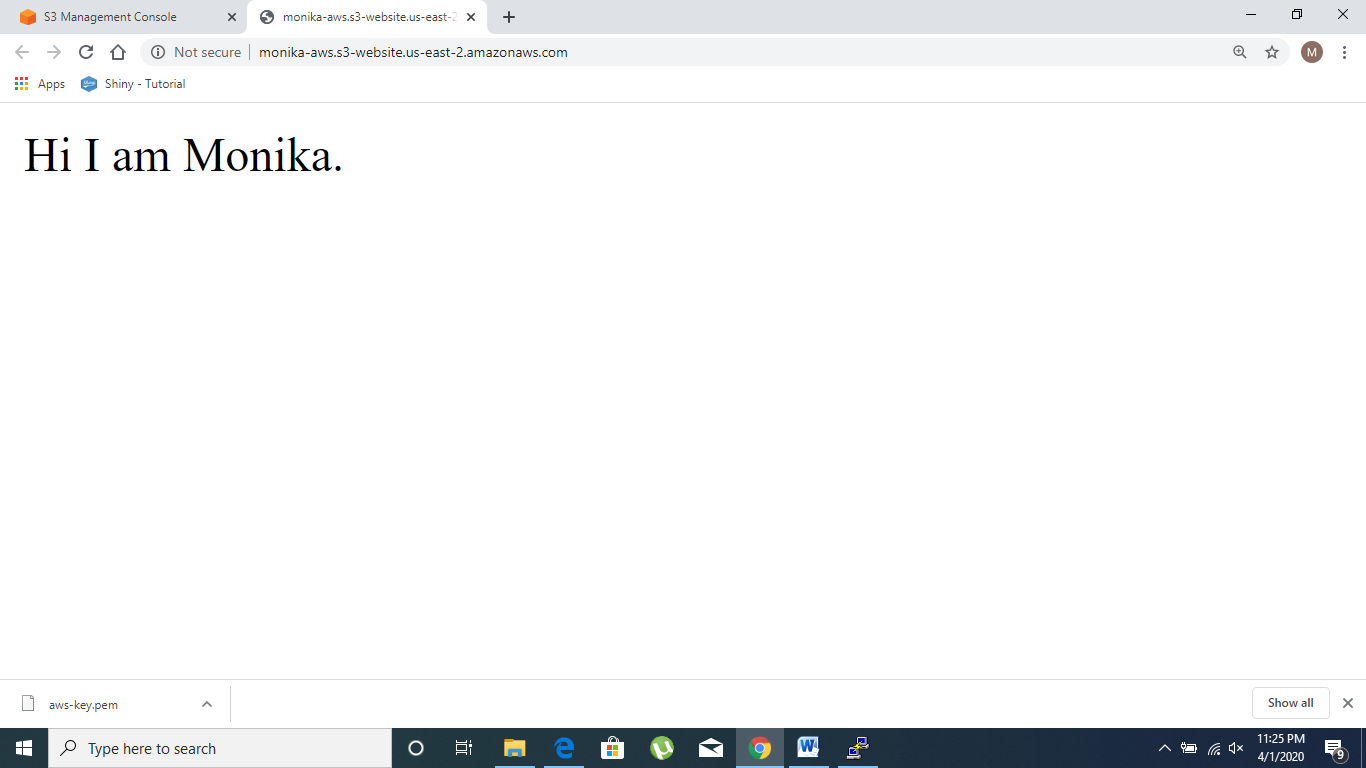 S3 Management Console
monika-aws.s3-website.us-east-2
Not secure
monika-aws.s3-website.us-east-2.amazonaws.com
M
Apps
Shiny - Tutorial
Hi I am Monika.
aws-key.pem
Show all
Type here to search
11:25 PM
4/1/2020
9